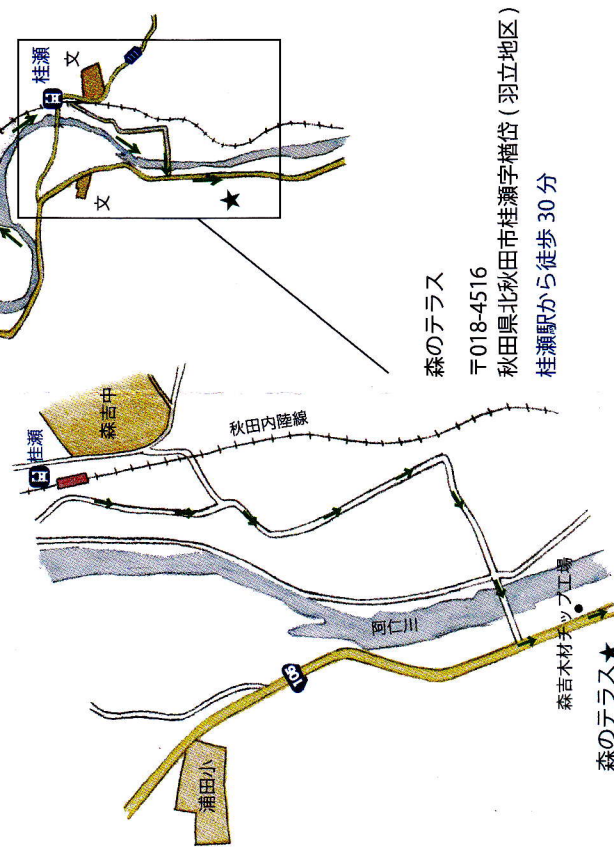 桂瀬
文
文
桂瀬
森吉中
秋田内陸線
阿仁川
105
浦田小
森吉木材チップ工場
森のテラス
森のテラス
〒018-4516
秋田県北秋田市桂瀬字楢岱（羽立地区）
桂瀬駅から徒歩 30 分